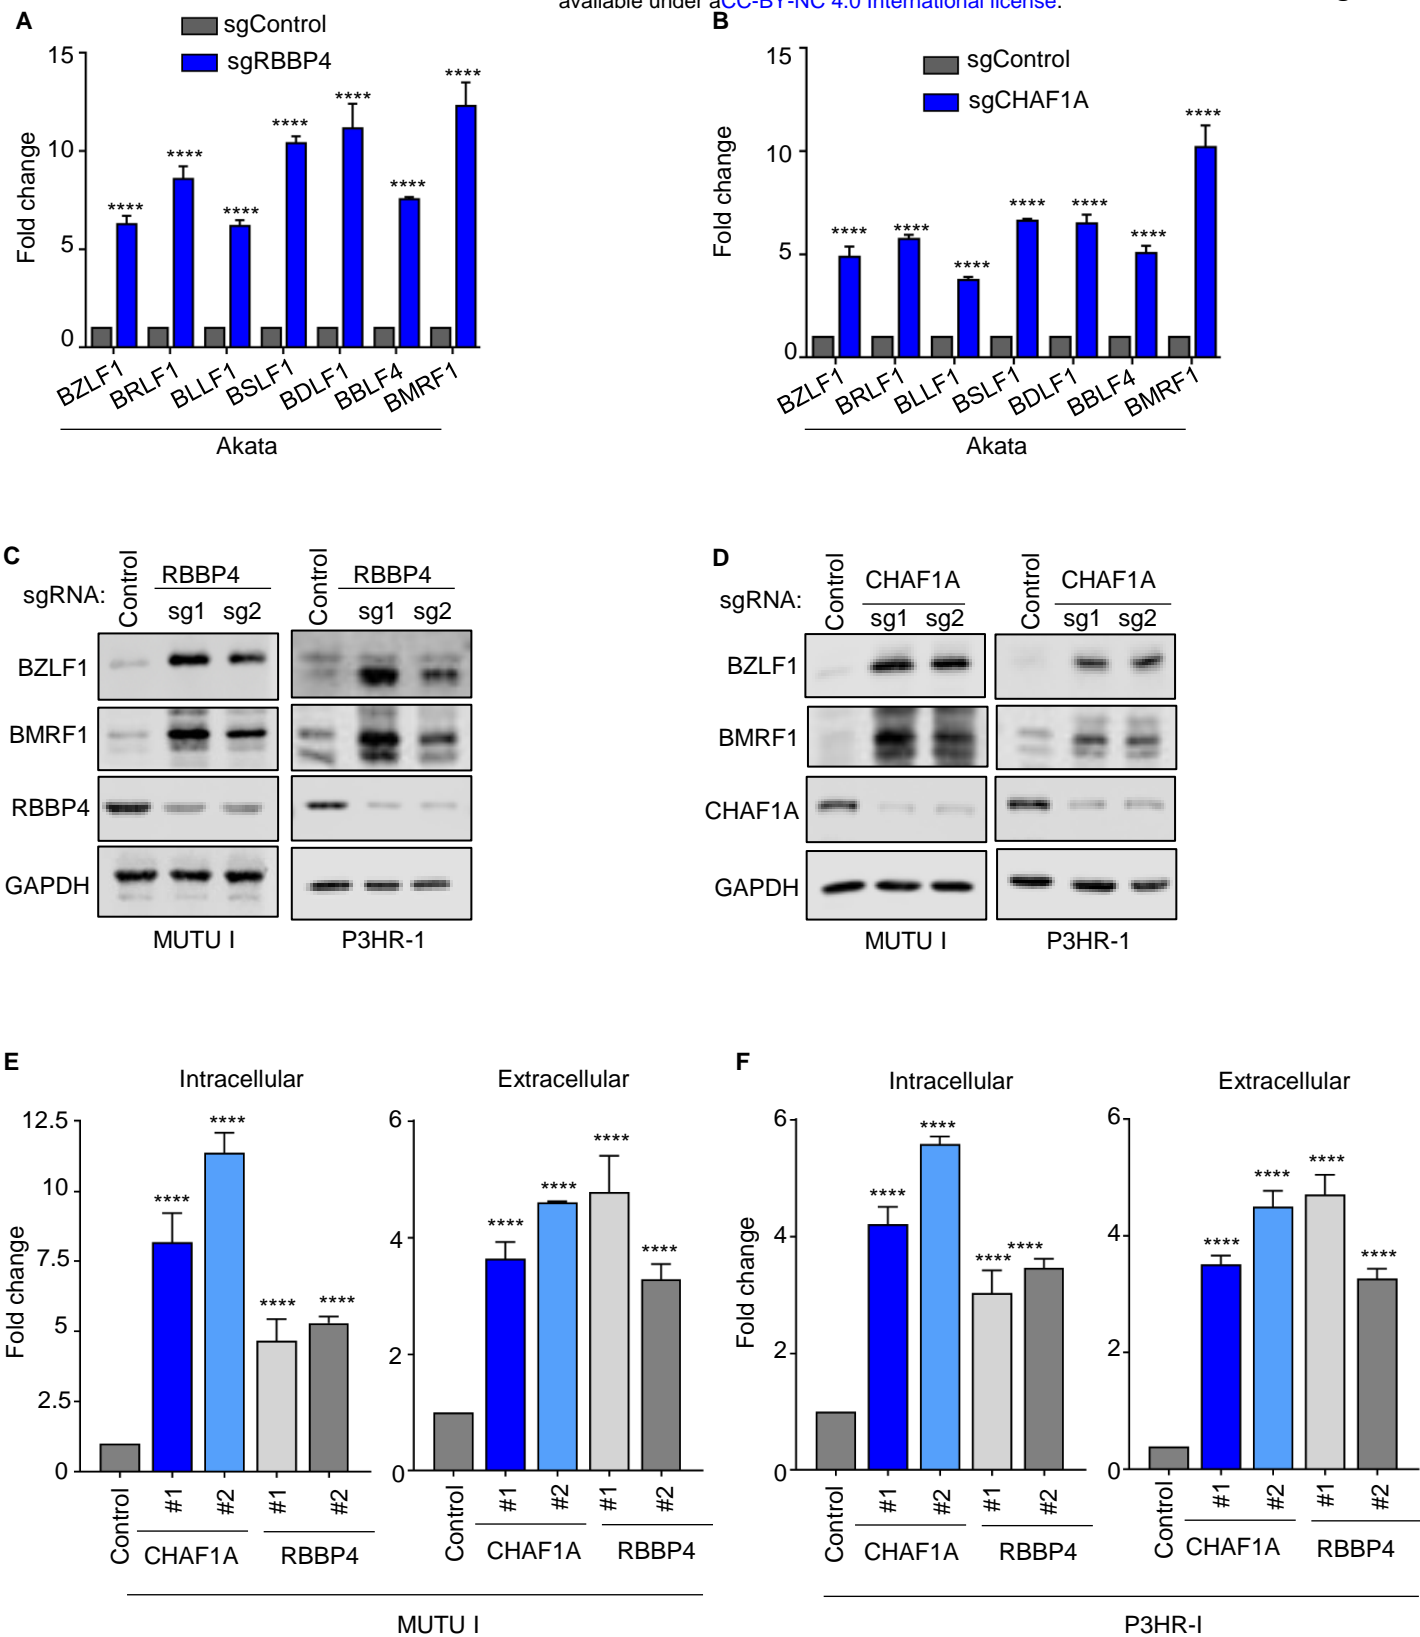 available under aCC-BY-NC 4.0 International license.
A
sgControl
sgRBBP4
Fold change
15
10
5
0
****
****
****
****
****
****
****
BZLF1
BRLF1
BLLF1
BSLF1
BDLF1
BBLF4
BMRF1
Akata
B
sgControl
sgCHAF1A
Fold change
15
10
5
0
****
****
****
****
****
****
****
BZLF1
BRLF1
BLLF1
BSLF1
BDLF1
BBLF4
BMRF1
Akata
C
sgRNA:
Control
RBBP4
sg1 sg2
Control
RBBP4
sg1 sg2
BZLF1
BMRF1
RBBP4
GAPDH
MUTU I
P3HR-1
D
sgRNA:
Control
CHAF1A
sg1 sg2
Control
CHAF1A
sg1 sg2
BZLF1
BMRF1
CHAF1A
GAPDH
MUTU I
P3HR-1
E
Intracellular
Fold change
12.5
10
7.5
5
2.5
0
****
****
****
****
Control
#1
#2
#1
#2
CHAF1A
RBBP4
Extracellular
6
4
2
0
****
****
****
****
Control
#1
#2
#1
#2
CHAF1A
RBBP4
MUTU I
F
Intracellular
Fold change
6
4
2
0
****
****
****
****
Control
#1
#2
#1
#2
CHAF1A
RBBP4
Extracellular
6
4
2
0
****
****
****
****
Control
#1
#2
#1
#2
CHAF1A
RBBP4
P3HR-I